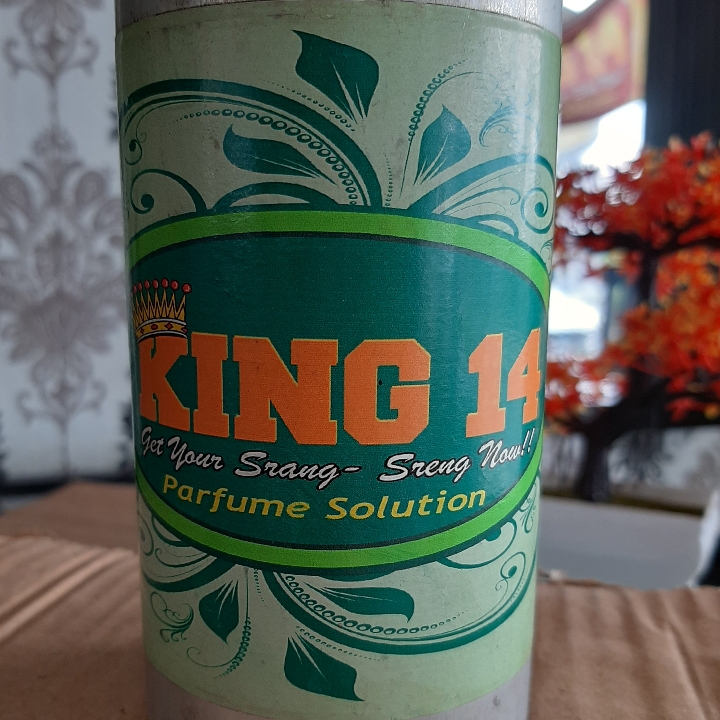 KING 14
Get Your Srang- Sreng Now!!
Parfume Solution